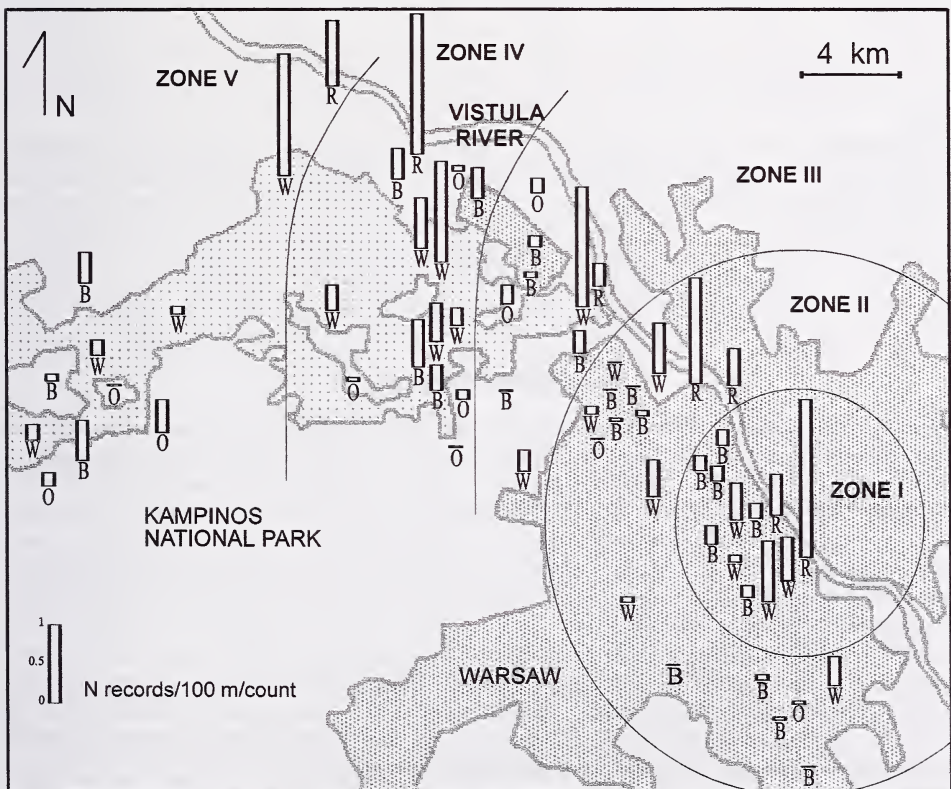 ZONE IV
4 km
ZONE V
R
N
VISTULA
RIVER
R
ZONE III
O
W
B
B
O
B
W
W
B
B
R
ZONE II
O
W
W
W
W
W
B
W
B
W
W
B
O
R
R
O
B
B
B
B
O
W
B
B
O
W
O
B
O
B
B
W
O
B
ZONE I
W
KAMPINOS
R
B
W
NATIONAL PARK
B
R
W
W
B
W
W
1
0.5
WARSAW
B
N records/100 m/count
B
W
0
O
B
B